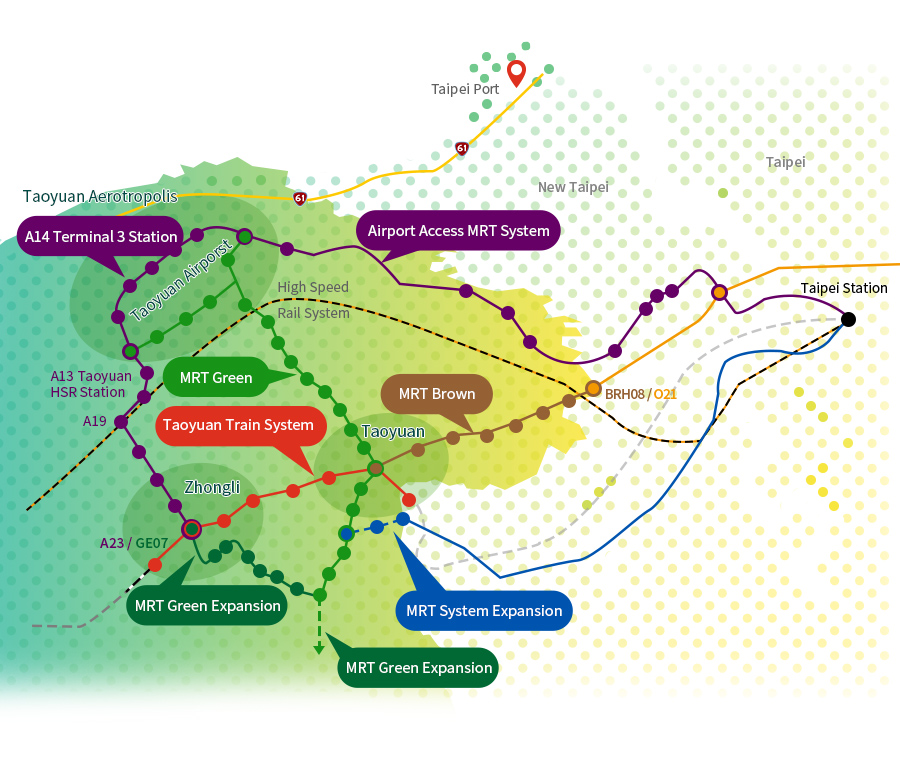 Taipei Port
61
Taipei
New Taipei
Taoyuan Aerotropolis
61
A14 Terminal 3 Station
Airport Access MRT System
Taoyuan Airporst
High Speed
Rail System
Taipei Station
A13 Taoyuan
HSR Station
MRT Green
MRT Brown
BRH08 / O21
A19
Taoyuan Train System
Taoyuan
Zhongli
A23 / GE07
MRT Green Expansion
MRT System Expansion
MRT Green Expansion